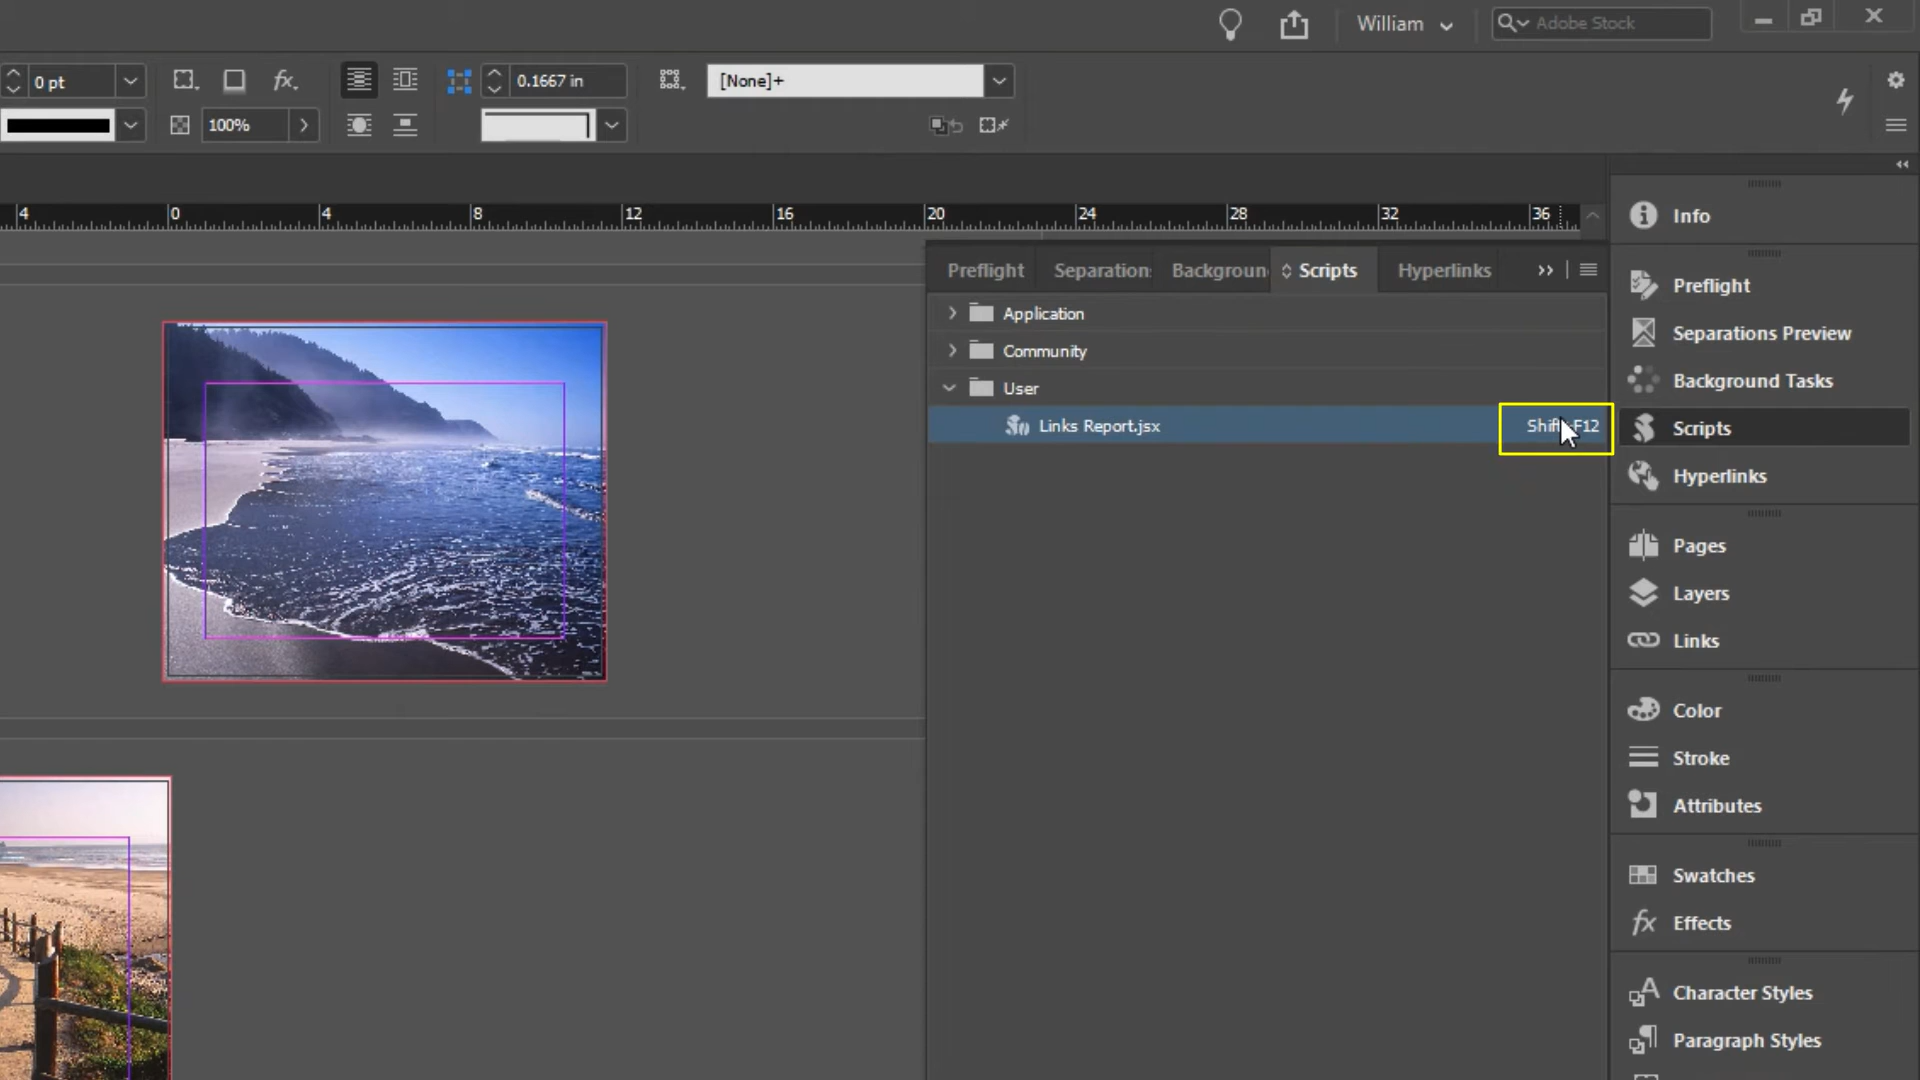 William
Adobe Stock
0 pt
0.1667 in
[None]+
100%
4
0
4
8
12
16
20
24
28
32
36
Preflight
Separation
Backgroun
Scripts
Hyperlinks
Application
Community
User
Links Report.jsx
Shift+F12
Info
Preflight
Separations Preview
Background Tasks
Scripts
Hyperlinks
Pages
Layers
Links
Color
Stroke
Attributes
Swatches
fx Effects
Character Styles
Paragraph Styles